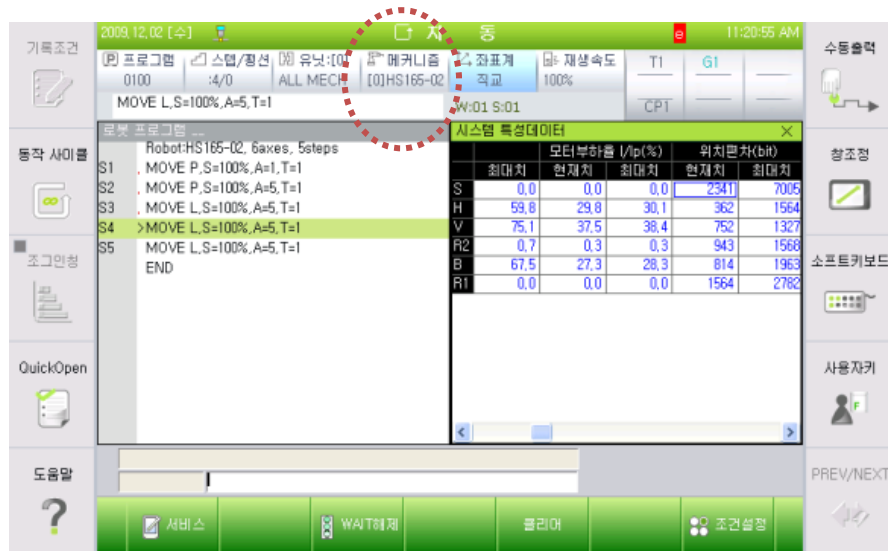 2009,12,02 [수]
자 동
e
11:20:55 AM
기록조건
동작 사이클
조그인칭
QuickOpen
도움말
P 프로그램
0100
스텝/펑션
:4/0
유닛:[0]
ALL MECH
메커니즘
[0]HS165-02
좌표계
직교
재생속도
100%
T1
G1
CP1
MOVE L,S=100%,A=5,T=1
W:01 S:01
로봇 프로그램 ...
Robot:HS165-02, 6axes, 5steps
S1 , MOVE P,S=100%,A=1,T=1
S2 , MOVE P,S=100%,A=5,T=1
S3 , MOVE L,S=100%,A=5,T=1
S4 >MOVE L,S=100%,A=5,T=1
S5 MOVE L,S=100%,A=5,T=1
END
시스템 특성데이터 ×
모터부하율 I/Ip(%) 위치편차(bit)
최대치 현재치 최대치 현재치 최대치
S 0,0 0,0 0,0 2341 7005
H 59,8 29,8 30,1 362 1564
V 75,1 37,5 38,4 752 1327
R2 0,7 0,3 0,3 943 1568
B 67,5 27,3 28,3 814 1963
R1 0,0 0,0 0,0 1564 2782
서비스
WAIT해제
클리어
조건설정
수동출력
창조정
소프트키보드
사용자키
F
PREV/NEXT